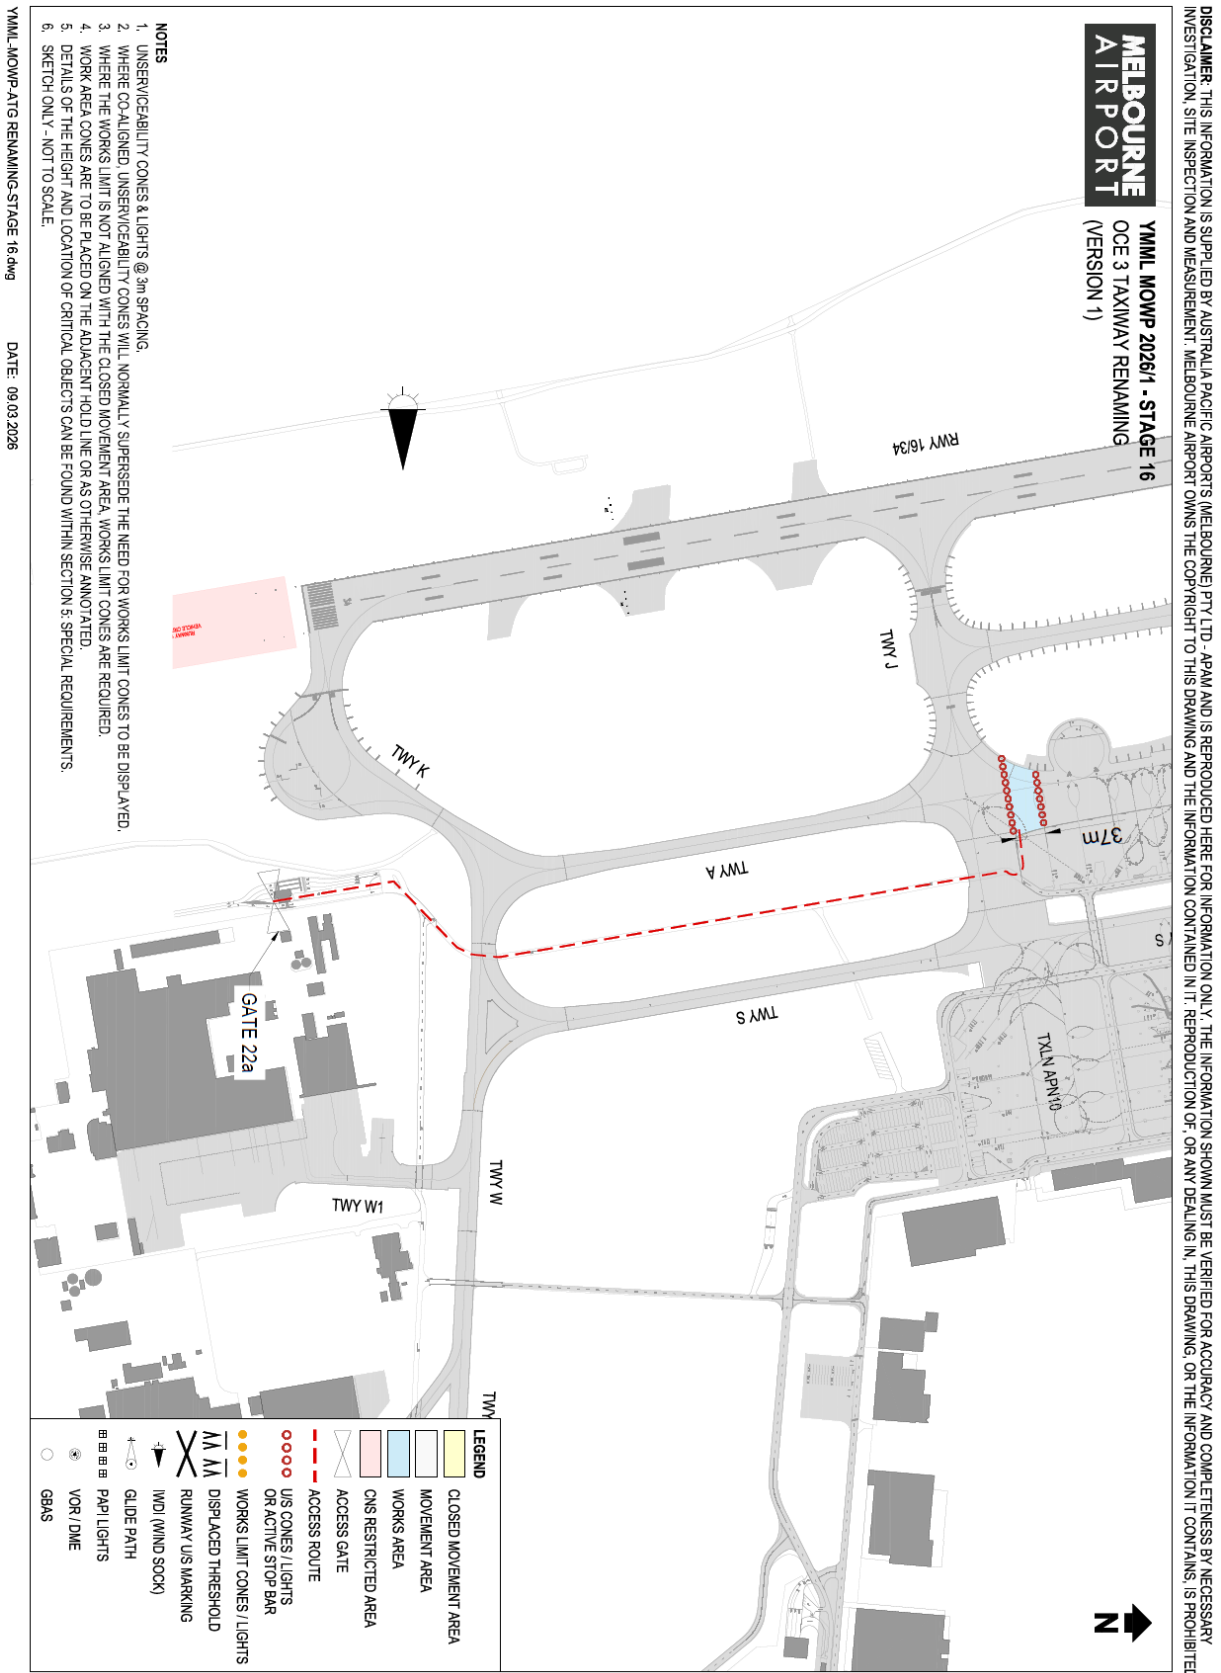 DISCLAIMER: THIS INFORMATION IS SUPPLIED BY AUSTRALIA PACIFIC AIRPORTS (MELBOURNE) PTY LTD - APAM AND IS REPRODUCED HERE FOR INFORMATION ONLY. THE INFORMATION SHOWN MUST BE VERIFIED FOR ACCURACY AND COMPLETENESS BY NECESSARY
INVESTIGATION, SITE INSPECTION AND MEASUREMENT. MELBOURNE AIRPORT OWNS THE COPYRIGHT TO THIS DRAWING AND THE INFORMATION CONTAINED IN IT. REPRODUCTION OF, OR ANY DEALING IN, THIS DRAWING, OR THE INFORMATION IT CONTAINS, IS PROHIBITED
MELBOURNE
AIRPORT
YMML MOWP 2026/1 - STAGE 16
OCE 3 TAXIWAY RENAMING
(VERSION 1)
RWY 16/34
TWY J
37m
TWY K
TWY A
TWY S
Y S
TXLN APN10
GATE 22a
TWY W
TWY W1
TWY
34
RUNWAY
NOTES
1. UNSERVICEABILITY CONES & LIGHTS @ 3m SPACING.
2. WHERE CO-ALIGNED, UNSERVICEABILITY CONES WILL NORMALLY SUPERSEDE THE NEED FOR WORKS LIMIT CONES TO BE DISPLAYED.
3. WHERE THE WORKS LIMIT IS NOT ALIGNED WITH THE CLOSED MOVEMENT AREA, WORKS LIMIT CONES ARE REQUIRED.
4. WORK AREA CONES ARE TO BE PLACED ON THE ADJACENT HOLD LINE OR AS OTHERWISE ANNOTATED.
5. DETAILS OF THE HEIGHT AND LOCATION OF CRITICAL OBJECTS CAN BE FOUND WITHIN SECTION 5: SPECIAL REQUIREMENTS.
6. SKETCH ONLY - NOT TO SCALE.
LEGEND
CLOSED MOVEMENT AREA
MOVEMENT AREA
WORKS AREA
CNS RESTRICTED AREA
ACCESS GATE
ACCESS ROUTE
U/S CONES / LIGHTS
OR ACTIVE STOP BAR
WORKS LIMIT CONES / LIGHTS
DISPLACED THRESHOLD
RUNWAY U/S MARKING
IWDI (WIND SOCK)
GLIDE PATH
PAPI LIGHTS
VOR / DME
GBAS
N
YMML-MOWP-ATG RENAMING-STAGE 16.dwg
DATE: 09.03.2026